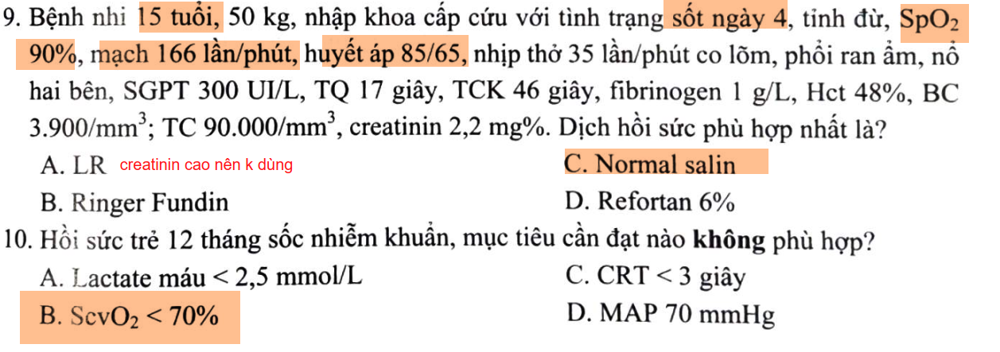 9. Bệnh nhi 15 tuổi, 50 kg, nhập khoa cấp cứu với tình trạng sốt ngày 4, tỉnh đừ, SpO₂
90%, mạch 166 lần/phút, huyết áp 85/65, nhịp thở 35 lần/phút co lõm, phổi ran ẩm, nổ
hai bên, SGPT 300 UI/L, TQ 17 giây, TCK 46 giây, fibrinogen 1 g/L, Hct 48%, BC
3.900/mm³; TC 90.000/mm³, creatinin 2,2 mg%. Dịch hồi sức phù hợp nhất là?
A. LR creatinin cao nên k dùng
C. Normal salin
B. Ringer Fundin
D. Refortan 6%
10. Hồi sức trẻ 12 tháng sốc nhiễm khuẩn, mục tiêu cần đạt nào không phù hợp?
A. Lactate máu < 2,5 mmol/L
C. CRT < 3 giây
B. ScvO₂ < 70%
D. MAP 70 mmHg